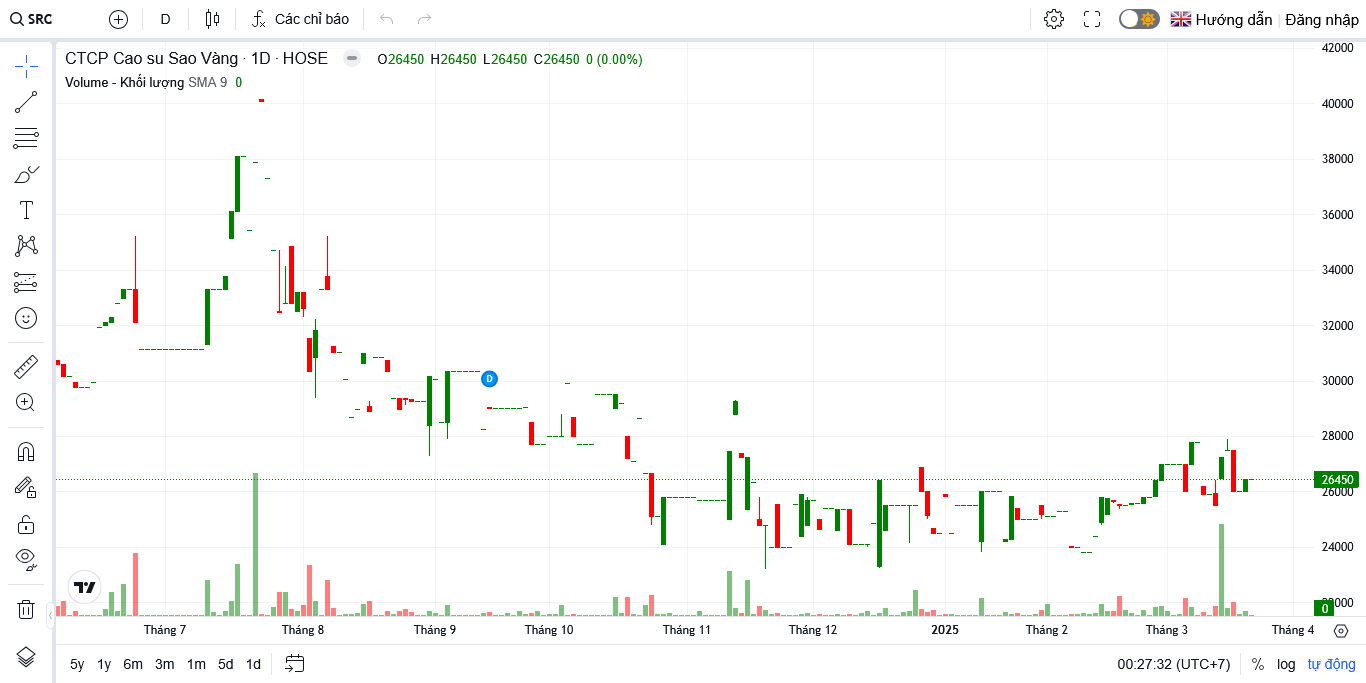 SRC D Các chỉ báo Hướng dẫn Đăng nhập
CTCP Cao su Sao Vàng · 1D · HOSE O26450 H26450 L26450 C26450 0 (0.00%)
Volume - Khối lượng SMA 9 0
42000
40000
38000
36000
34000
32000
30000
D
28000
26450
26000
24000
0
Tháng 7 Tháng 8 Tháng 9 Tháng 10 Tháng 11 Tháng 12 2025 Tháng 2 Tháng 3 Tháng 4
5y 1y 6m 3m 1m 5d 1d 00:27:32 (UTC+7) % log tự động